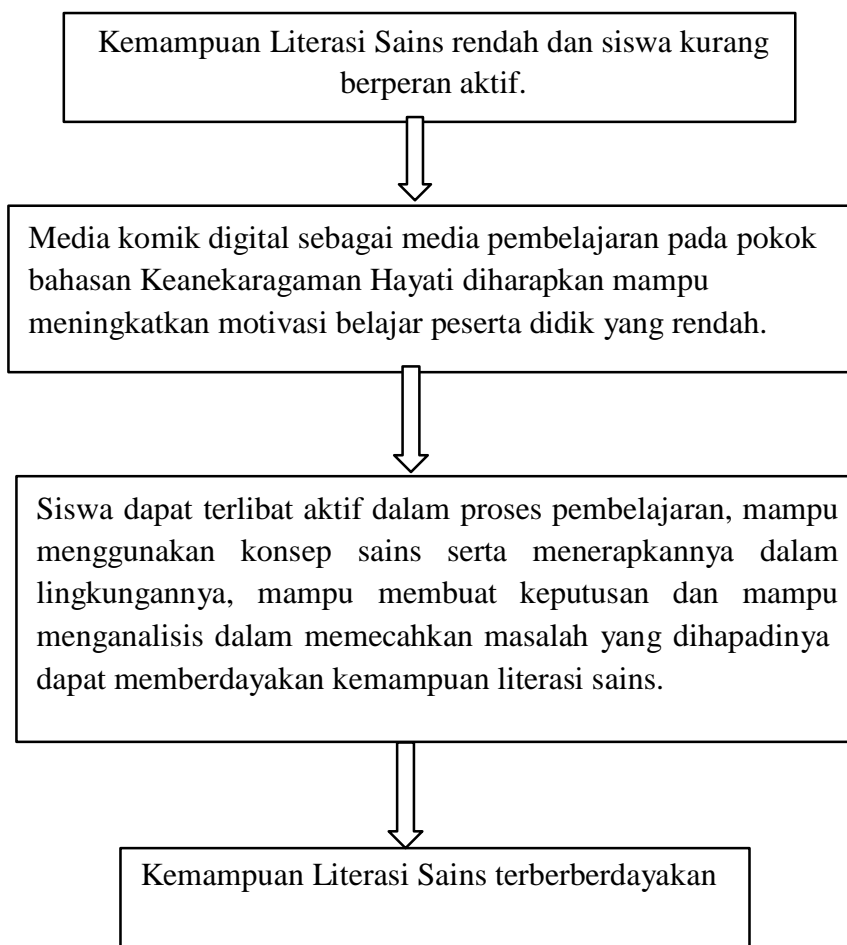 Kemampuan Literasi Sains rendah dan siswa kurang
berperan aktif.
Media komik digital sebagai media pembelajaran pada pokok
bahasan Keanekaragaman Hayati diharapkan mampu
meningkatkan motivasi belajar peserta didik yang rendah.
Siswa dapat terlibat aktif dalam proses pembelajaran, mampu
menggunakan konsep sains serta menerapkannya dalam
lingkungannya, mampu membuat keputusan dan mampu
menganalisis dalam memecahkan masalah yang dihapadinya
dapat memberdayakan kemampuan literasi sains.
Kemampuan Literasi Sains terberberdayakan